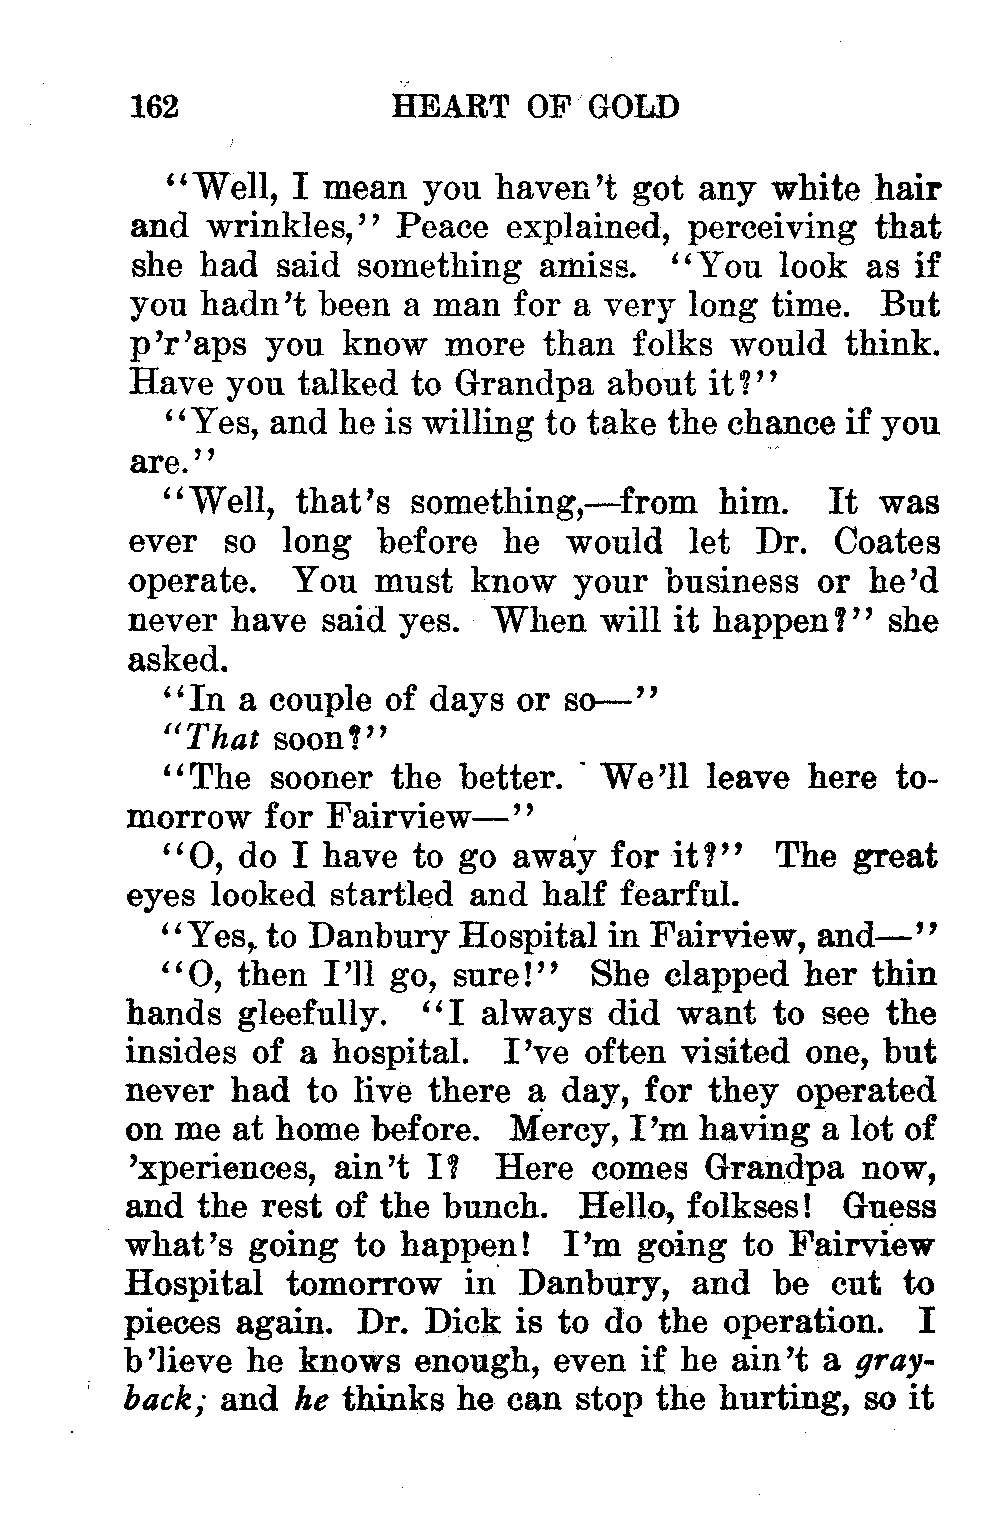 162 HEART OF GOLD
“Well, I mean you haven’t got any white hair
and wrinkles,” Peace explained, perceiving that
she had said something amiss. “You look as if
you hadn’t been a man for a very long time. But
p’r’aps you know more than folks would think.
Have you talked to Grandpa about it?”
“Yes, and he is willing to take the chance if you
are.”
“Well, that’s something,—from him. It was
ever so long before he would let Dr. Coates
operate. You must know your business or he’d
never have said yes. When will it happen?” she
asked.
“In a couple of days or so—”
“That soon?”
“The sooner the better. We’ll leave here to-
morrow for Fairview—”
“O, do I have to go away for it?” The great
eyes looked startled and half fearful.
“Yes, to Danbury Hospital in Fairview, and—”
“O, then I’ll go, sure!” She clapped her thin
hands gleefully. “I always did want to see the
insides of a hospital. I’ve often visited one, but
never had to live there a day, for they operated
on me at home before. Mercy, I’m having a lot of
’xperiences, ain’t I? Here comes Grandpa now,
and the rest of the bunch. Hello, folkses! Guess
what’s going to happen! I’m going to Fairview
Hospital tomorrow in Danbury, and be cut to
pieces again. Dr. Dick is to do the operation. I
b’lieve he knows enough, even if he ain’t a gray-
back; and he thinks he can stop the hurting, so it